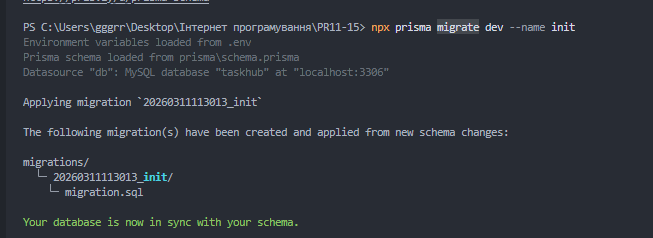 PS C:\Users\gggrr\Desktop\Інтернет програмування\PR11-15> npx prisma migrate dev --name init
Environment variables loaded from .env
Prisma schema loaded from prisma\schema.prisma
Datasource "db": MySQL database "taskhub" at "localhost:3306"
Applying migration `20260311113013_init`
The following migration(s) have been created and applied from new schema changes:
migrations/
└─ 20260311113013_init/
└─ migration.sql
Your database is now in sync with your schema.